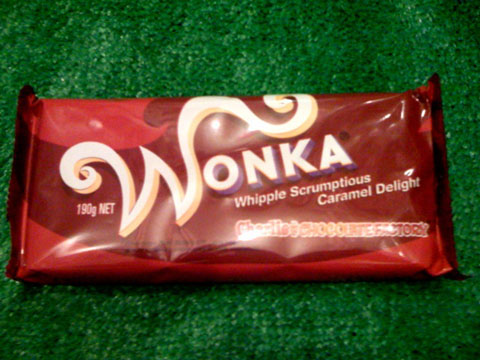 WONKA
Whipple Scrumptious
Caramel Delight
190g NET
Charlie & CHOCOLATE FACTORY